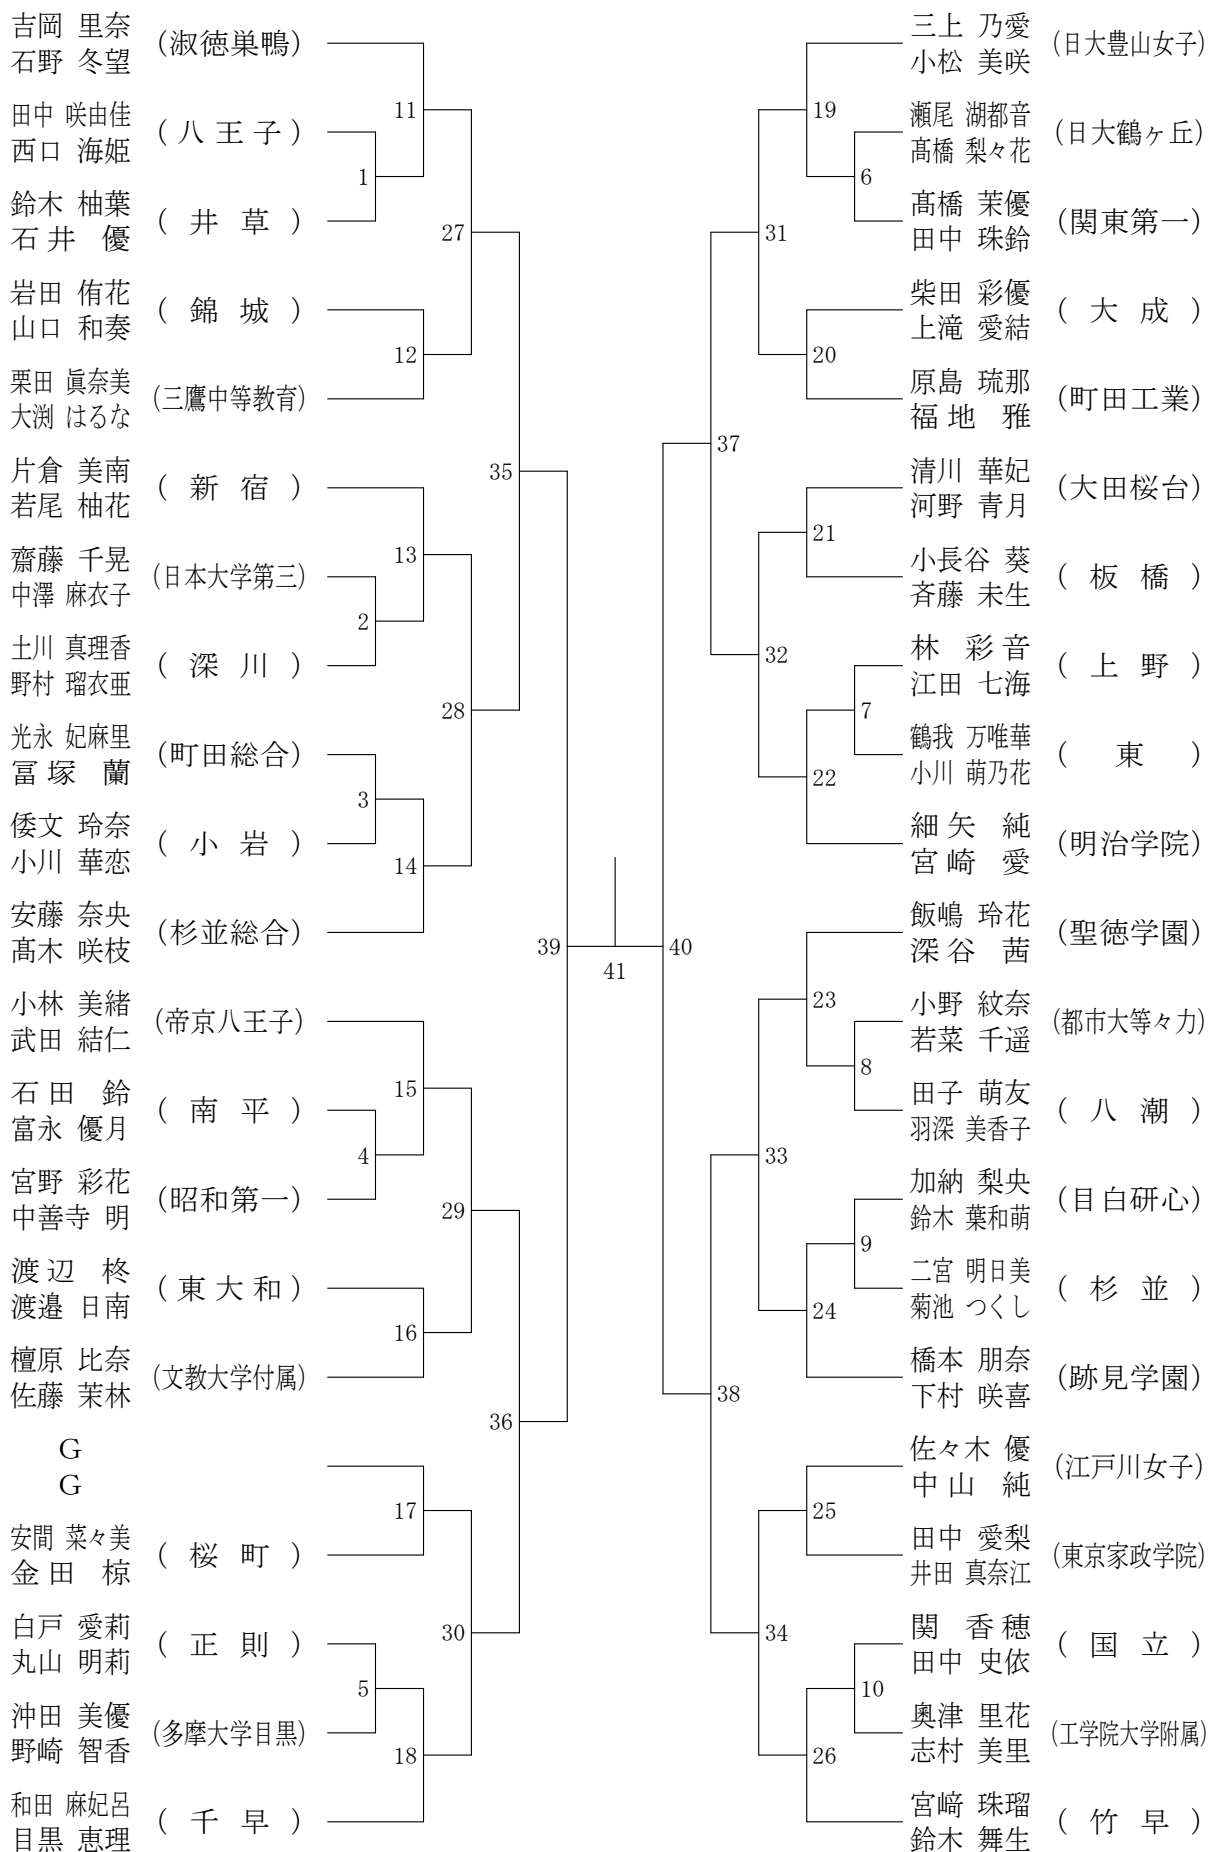 吉岡 里奈
石野 冬望
(淑徳巣鴨)
田中 咲由佳
西口 海姫
(八王子)
鈴木 柚葉
石井 優
(井草)
岩田 侑花
山口 和奏
(錦城)
栗田 眞奈美
大渕 はるな
(三鷹中等教育)
片倉 美南
若尾 柚花
(新宿)
齋藤 千晃
中澤 麻衣子
(日本大学第三)
土川 真理香
野村 瑠衣亜
(深川)
光永 妃麻里
冨塚 蘭
(町田総合)
倭文 玲奈
小川 華恋
(小岩)
安藤 奈央
髙木 咲枝
(杉並総合)
小林 美緒
武田 結仁
(帝京八王子)
石田 鈴
富永 優月
(南平)
宮野 彩花
中善寺 明
(昭和第一)
渡辺 柊
渡邉 日南
(東大和)
檀原 比奈
佐藤 茉林
(文教大学付属)
G
G
安間 菜々美
金田 椋
(桜町)
白戸 愛莉
丸山 明莉
(正則)
沖田 美優
野崎 智香
(多摩大学目黒)
和田 麻妃呂
目黒 恵理
(千早)
1
2
3
4
5
11
12
13
14
15
16
17
18
27
28
29
30
35
36
39
41
40
37
38
31
32
33
34
19
20
21
22
23
24
25
26
6
7
8
9
10
三上 乃愛
小松 美咲
(日大豊山女子)
瀬尾 湖都音
髙橋 梨々花
(日大鶴ヶ丘)
髙橋 茉優
田中 珠鈴
(関東第一)
柴田 彩優
上滝 愛結
(大成)
原島 琉那
福地 雅
(町田工業)
清川 華妃
河野 青月
(大田桜台)
小長谷 葵
斉藤 未生
(板橋)
林 彩音
江田 七海
(上野)
鶴我 万唯華
小川 萌乃花
(東)
細矢 純
宮崎 愛
(明治学院)
飯嶋 玲花
深谷 茜
(聖徳学園)
小野 紋奈
若菜 千遥
(都市大等々力)
田子 萌友
羽深 美香子
(八潮)
加納 梨央
鈴木 葉和萌
(目白研心)
二宮 明日美
菊池 つくし
(杉並)
橋本 朋奈
下村 咲喜
(跡見学園)
佐々木 優
中山 純
(江戸川女子)
田中 愛梨
井田 真奈江
(東京家政学院)
関 香穂
田中 史依
(国立)
奥津 里花
志村 美里
(工学院大学附属)
宮﨑 珠瑠
鈴木 舞生
(竹早)